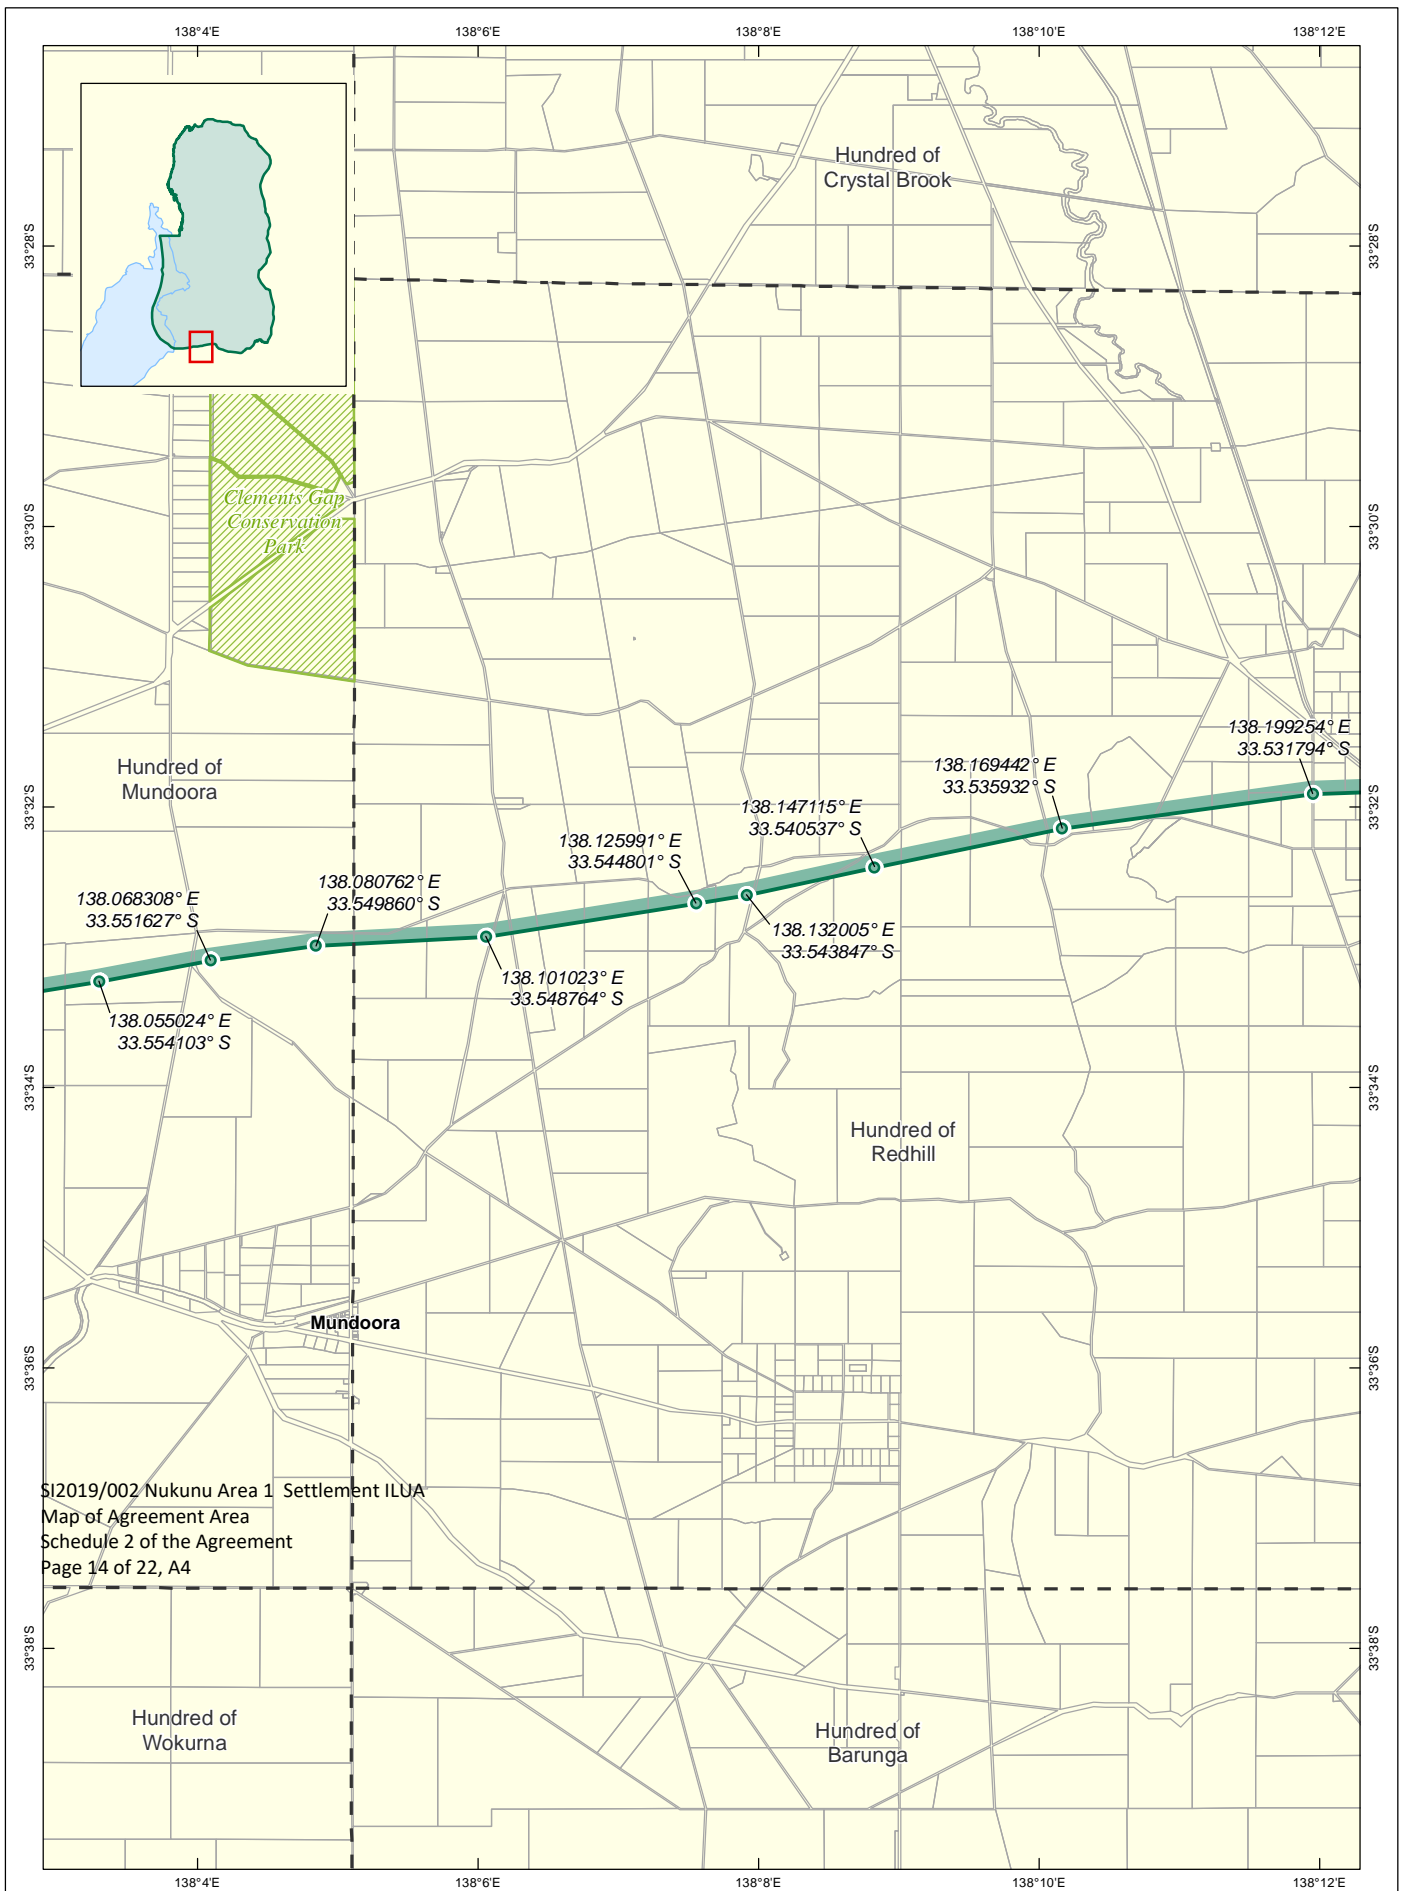 138°4'E
138°6'E
138°8'E
138°10'E
138°12'E
Hundred of
Crystal Brook
33°28'S
33°28'S
Clements Gap
Conservation
Park
33°30'S
33°30'S
138.199254° E
33.531794° S
Hundred of
Mundoora
138.169442° E
33.535932° S
138.147115° E
33.540537° S
33°32'S
33°32'S
138.125991° E
33.544801° S
138.080762° E
33.549860° S
138.068308° E
33.551627° S
138.132005° E
33.543847° S
138.101023° E
33.548764° S
138.055024° E
33.554103° S
33°34'S
33°34'S
Hundred of
Redhill
Mundoora
33°36'S
33°36'S
SI2019/002 Nukunu Area 1 Settlement ILUA
Map of Agreement Area
Schedule 2 of the Agreement
Page 14 of 22, A4
33°38'S
33°38'S
Hundred of
Wokurna
Hundred of
Barunga
138°4'E
138°6'E
138°8'E
138°10'E
138°12'E